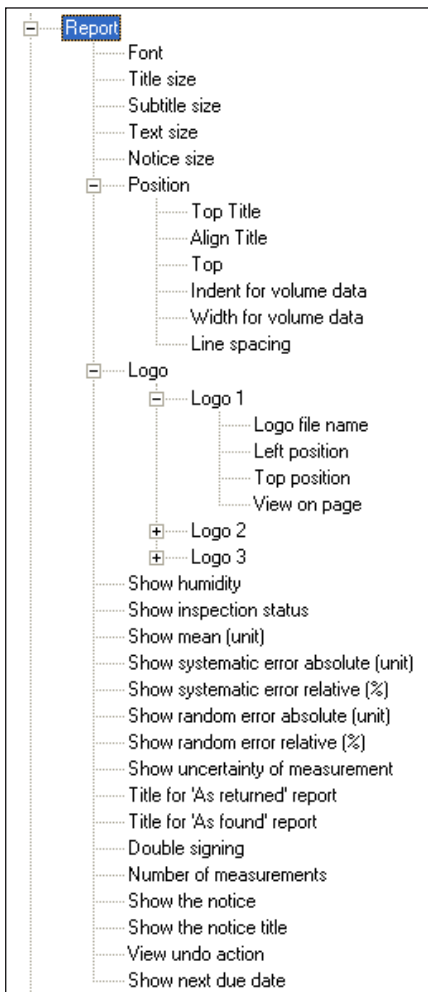 Report
Font
Title size
Subtitle size
Text size
Notice size
Position
Top Title
Align Title
Top
Indent for volume data
Width for volume data
Line spacing
Logo
Logo 1
Logo file name
Left position
Top position
View on page
Logo 2
Logo 3
Show humidity
Show inspection status
Show mean (unit)
Show systematic error absolute (unit)
Show systematic error relative (%)
Show random error absolute (unit)
Show random error relative (%)
Show uncertainty of measurement
Title for 'As returned' report
Title for 'As found' report
Double signing
Number of measurements
Show the notice
Show the notice title
View undo action
Show next due date